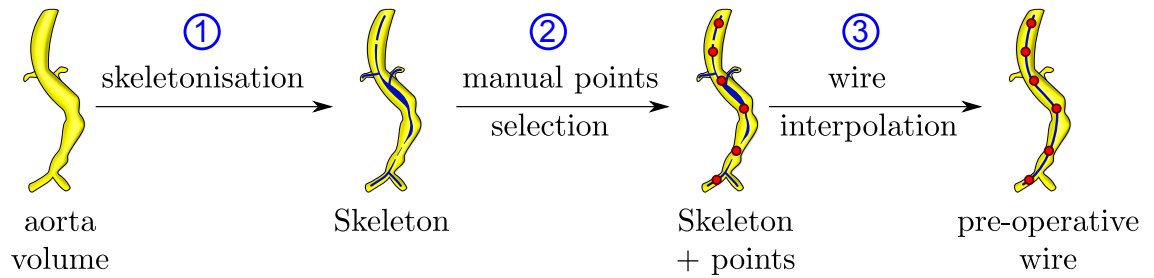 1
skeletonisation
2
manual points
selection
3
wire
interpolation
aorta
volume
Skeleton
Skeleton
+ points
pre-operative
wire